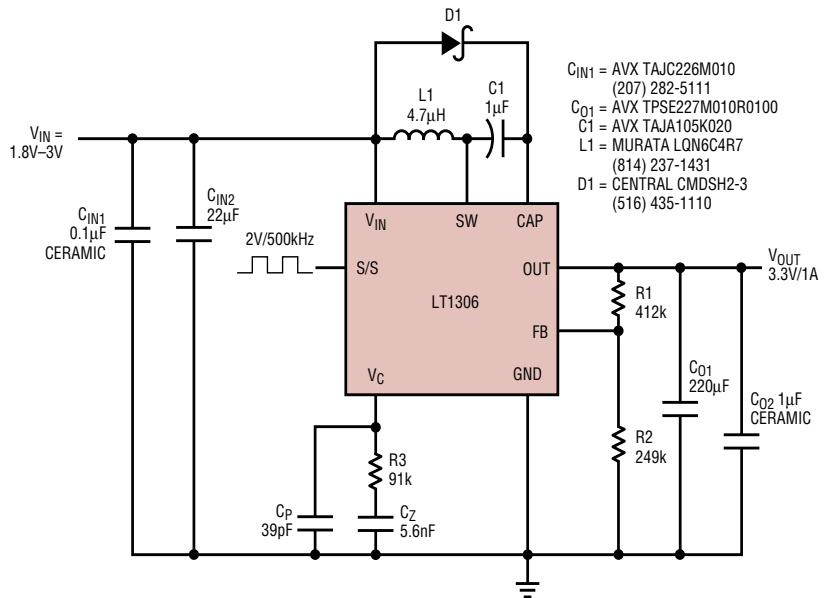 D1
L1
4.7µH
C1
1µF
CIN1 = AVX TAJC226M010
(207) 282-5111
CO1 = AVX TPSE227M010R0100
C1 = AVX TAJA105K020
L1 = MURATA LQN6C4R7
(814) 237-1431
D1 = CENTRAL CMDSH2-3
(516) 435-1110
VIN =
1.8V–3V
CIN1
0.1µF
CERAMIC
CIN2
22µF
2V/500kHz
VIN
SW
CAP
S/S
OUT
LT1306
FB
VC
GND
VOUT
3.3V/1A
R1
412k
R2
249k
CO1
220µF
CO2 1µF
CERAMIC
R3
91k
CP
39pF
CZ
5.6nF